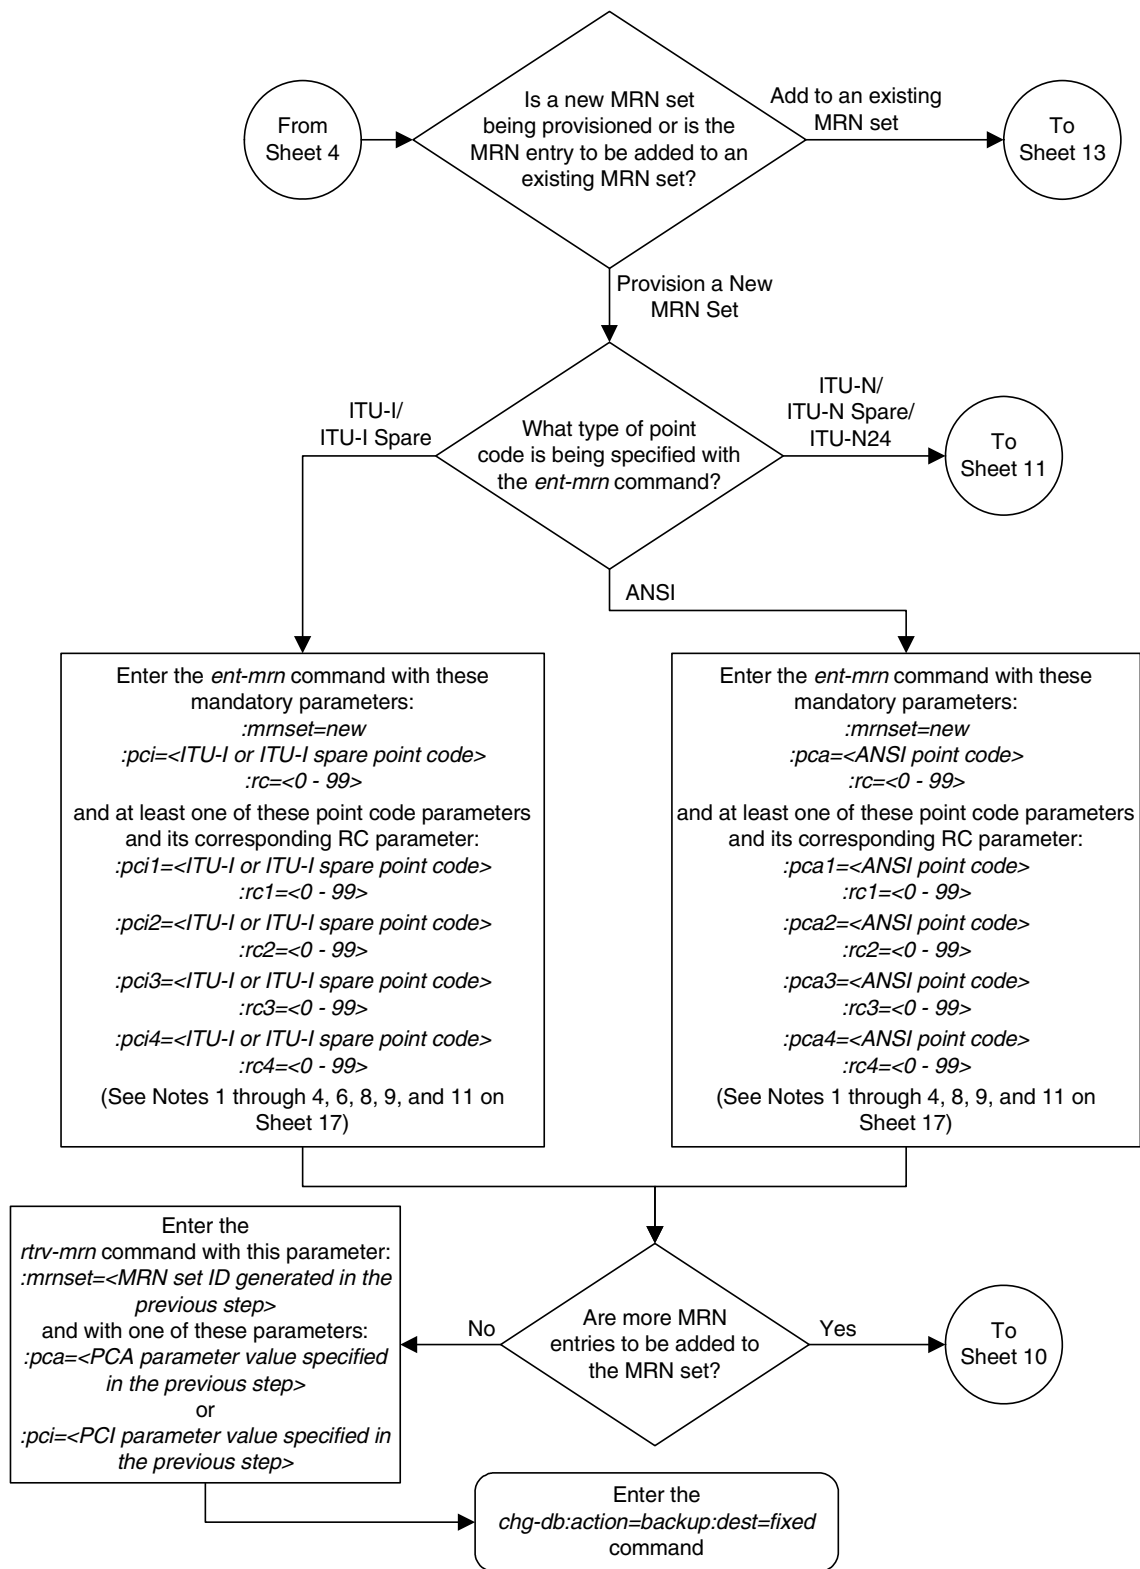 From
Sheet 4
Is a new MRN set
being provisioned or is the
MRN entry to be added to an
existing MRN set?
Add to an existing
MRN set
To
Sheet 13
Provision a New
MRN Set
ITU-I/
ITU-I Spare
What type of point
code is being specified with
the ent-mrn command?
ITU-N/
ITU-N Spare/
ITU-N24
To
Sheet 11
ANSI
Enter the ent-mrn command with these
mandatory parameters:
:mrnset=new
:pci=<ITU-I or ITU-I spare point code>
:rc=<0 - 99>
and at least one of these point code parameters
and its corresponding RC parameter:
:pci1=<ITU-I or ITU-I spare point code>
:rc1=<0 - 99>
:pci2=<ITU-I or ITU-I spare point code>
:rc2=<0 - 99>
:pci3=<ITU-I or ITU-I spare point code>
:rc3=<0 - 99>
:pci4=<ITU-I or ITU-I spare point code>
:rc4=<0 - 99>
(See Notes 1 through 4, 6, 8, 9, and 11 on
Sheet 17)
Enter the ent-mrn command with these
mandatory parameters:
:mrnset=new
:pca=<ANSI point code>
:rc=<0 - 99>
and at least one of these point code parameters
and its corresponding RC parameter:
:pca1=<ANSI point code>
:rc1=<0 - 99>
:pca2=<ANSI point code>
:rc2=<0 - 99>
:pca3=<ANSI point code>
:rc3=<0 - 99>
:pca4=<ANSI point code>
:rc4=<0 - 99>
(See Notes 1 through 4, 8, 9, and 11 on
Sheet 17)
Enter the
rtrv-mrn command with this parameter:
:mrnset=<MRN set ID generated in the
previous step>
and with one of these parameters:
:pca=<PCA parameter value specified
in the previous step>
or
:pci=<PCI parameter value specified in
the previous step>
No
Are more MRN
entries to be added to
the MRN set?
Yes
To
Sheet 10
Enter the
chg-db:action=backup:dest=fixed
command